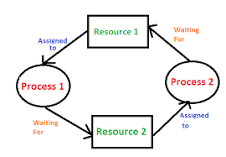 Resource 1
Waiting
For
Assigned
to
Process 1
Process 2
Waiting
For
Resource 2
Assigned
to